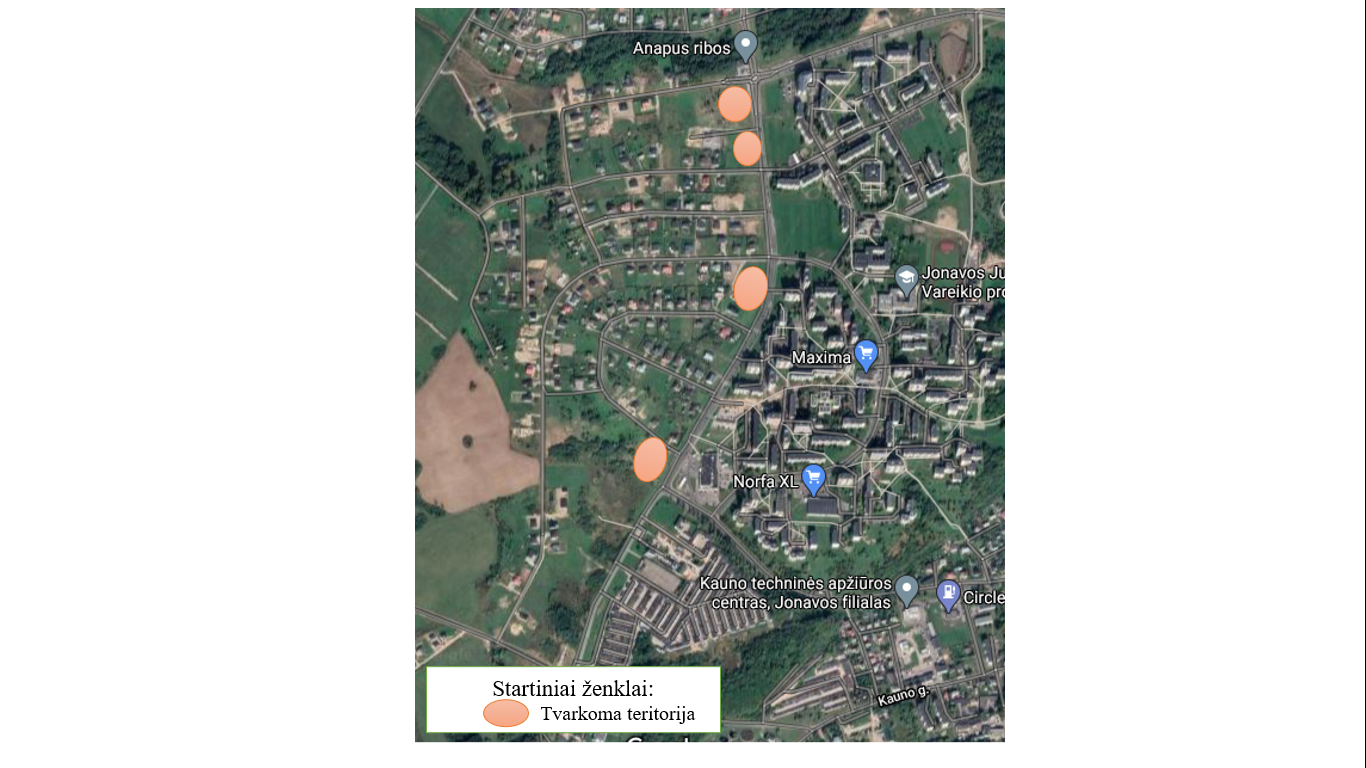 Anapus ribos
Jonavos Ju
Vareikio pro
Maxima
Norfa XL
Kauno techninės apžiūros
centras, Jonavos filialas
Circle
Kauno g.
Startiniai ženklai:
Tvarkoma teritorija